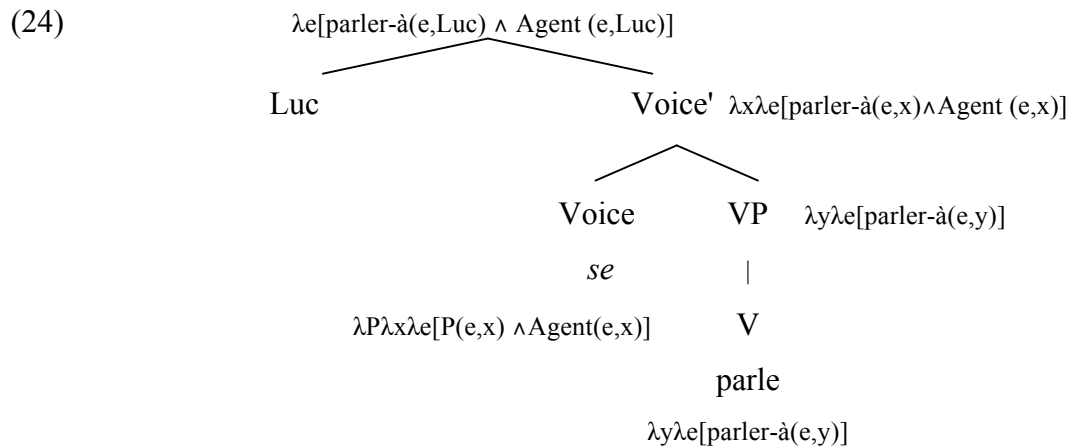 (24) λe[parler-à(e,Luc) ∧ Agent (e,Luc)]
Luc Voice' λxλe[parler-à(e,x)∧Agent (e,x)]
Voice VP λyλe[parler-à(e,y)]
se |
λPλxλe[P(e,x) ∧Agent(e,x)] V
parle
λyλe[parler-à(e,y)]